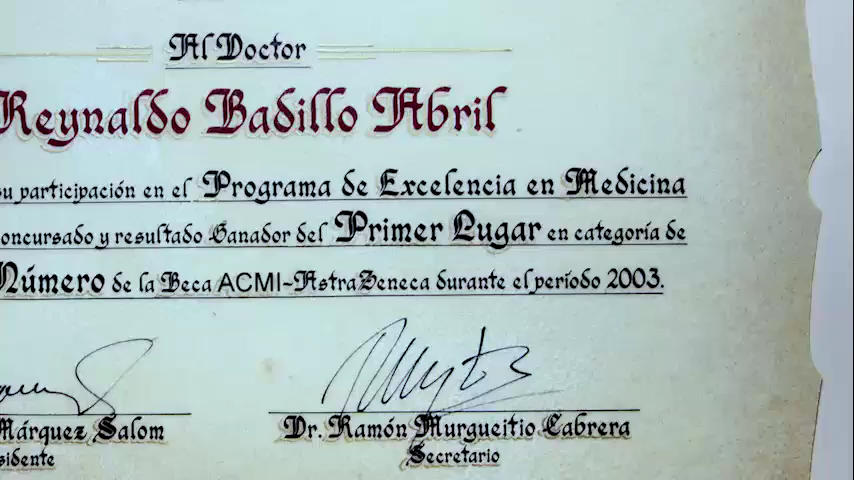 Al Doctor
Reynaldo Badillo Abril
su participación en el Programa de Excelencia en Medicina
concursado y resultado Ganador del Primer Lugar en categoría de
Número de la Beca ACMI-AstraZeneca durante el período 2003.
Márquez Salom
Dr. Ramón Murgueitio Cabrera
sidente
Secretario